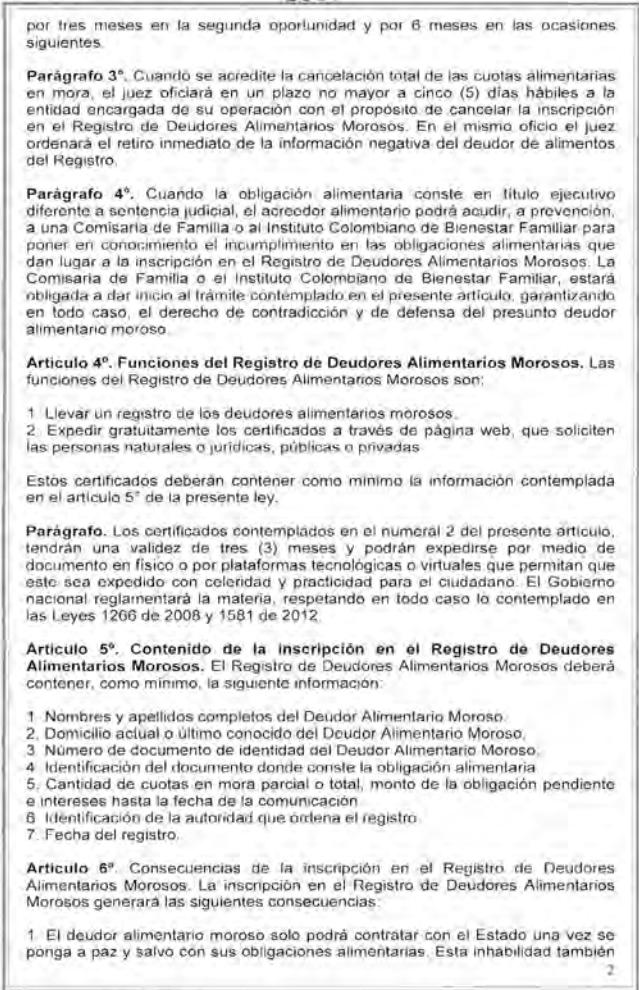 por tres meses en la segunda oportunidad y por 6 meses en las ocasiones
siguientes.
Parágrafo 3°. Cuando se acredite la cancelación total de las cuotas alimentarias
en mora, el juez oficiará en un plazo no mayor a cinco (5) días hábiles a la
entidad encargada de su operación con el propósito de cancelar la inscripción
en el Registro de Deudores Alimentarios Morosos. En el mismo oficio el juez
ordenará el retiro inmediato de la información negativa del deudor de alimentos
del Registro.
Parágrafo 4°. Cuando la obligación alimentaria conste en título ejecutivo
diferente a sentencia judicial, el acreedor alimentario podrá acudir, a prevención,
a una Comisaría de Familia o al Instituto Colombiano de Bienestar Familiar para
poner en conocimiento el incumplimiento en las obligaciones alimentarias que
dan lugar a la inscripción en el Registro de Deudores Alimentarios Morosos. La
Comisaría de Familia o el Instituto Colombiano de Bienestar Familiar, estará
obligada a dar inicio al trámite contemplado en el presente artículo, garantizando
en todo caso, el derecho de contradicción y de defensa del presunto deudor
alimentario moroso.
Artículo 4°. Funciones del Registro de Deudores Alimentarios Morosos. Las
funciones del Registro de Deudores Alimentarios Morosos son:
1. Llevar un registro de los deudores alimentarios morosos.
2. Expedir gratuitamente los certificados a través de página web, que soliciten
las personas naturales o jurídicas, públicas o privadas.
Estos certificados deberán contener como mínimo la información contemplada
en el artículo 5° de la presente ley.
Parágrafo. Los certificados contemplados en el numeral 2 del presente artículo,
tendrán una validez de tres (3) meses y podrán expedirse por medio de
documento en físico o por plataformas tecnológicas o virtuales que permitan que
este sea expedido con celeridad y practicidad para el ciudadano. El Gobierno
nacional reglamentará la materia, respetando en todo caso lo contemplado en
las Leyes 1266 de 2008 y 1581 de 2012.
Artículo 5°. Contenido de la inscripción en el Registro de Deudores
Alimentarios Morosos. El Registro de Deudores Alimentarios Morosos deberá
contener, como mínimo, la siguiente información:
1. Nombres y apellidos completos del Deudor Alimentario Moroso.
2. Domicilio actual o último conocido del Deudor Alimentario Moroso.
3. Número de documento de identidad del Deudor Alimentario Moroso.
4. Identificación del documento donde conste la obligación alimentaria.
5. Cantidad de cuotas en mora parcial o total, monto de la obligación pendiente
e intereses hasta la fecha de la comunicación.
6. Identificación de la autoridad que ordena el registro.
7. Fecha del registro.
Artículo 6°. Consecuencias de la inscripción en el Registro de Deudores
Alimentarios Morosos. La inscripción en el Registro de Deudores Alimentarios
Morosos generará las siguientes consecuencias:
1. El deudor alimentario moroso solo podrá contratar con el Estado una vez se
ponga a paz y salvo con sus obligaciones alimentarias. Esta inhabilidad también
2